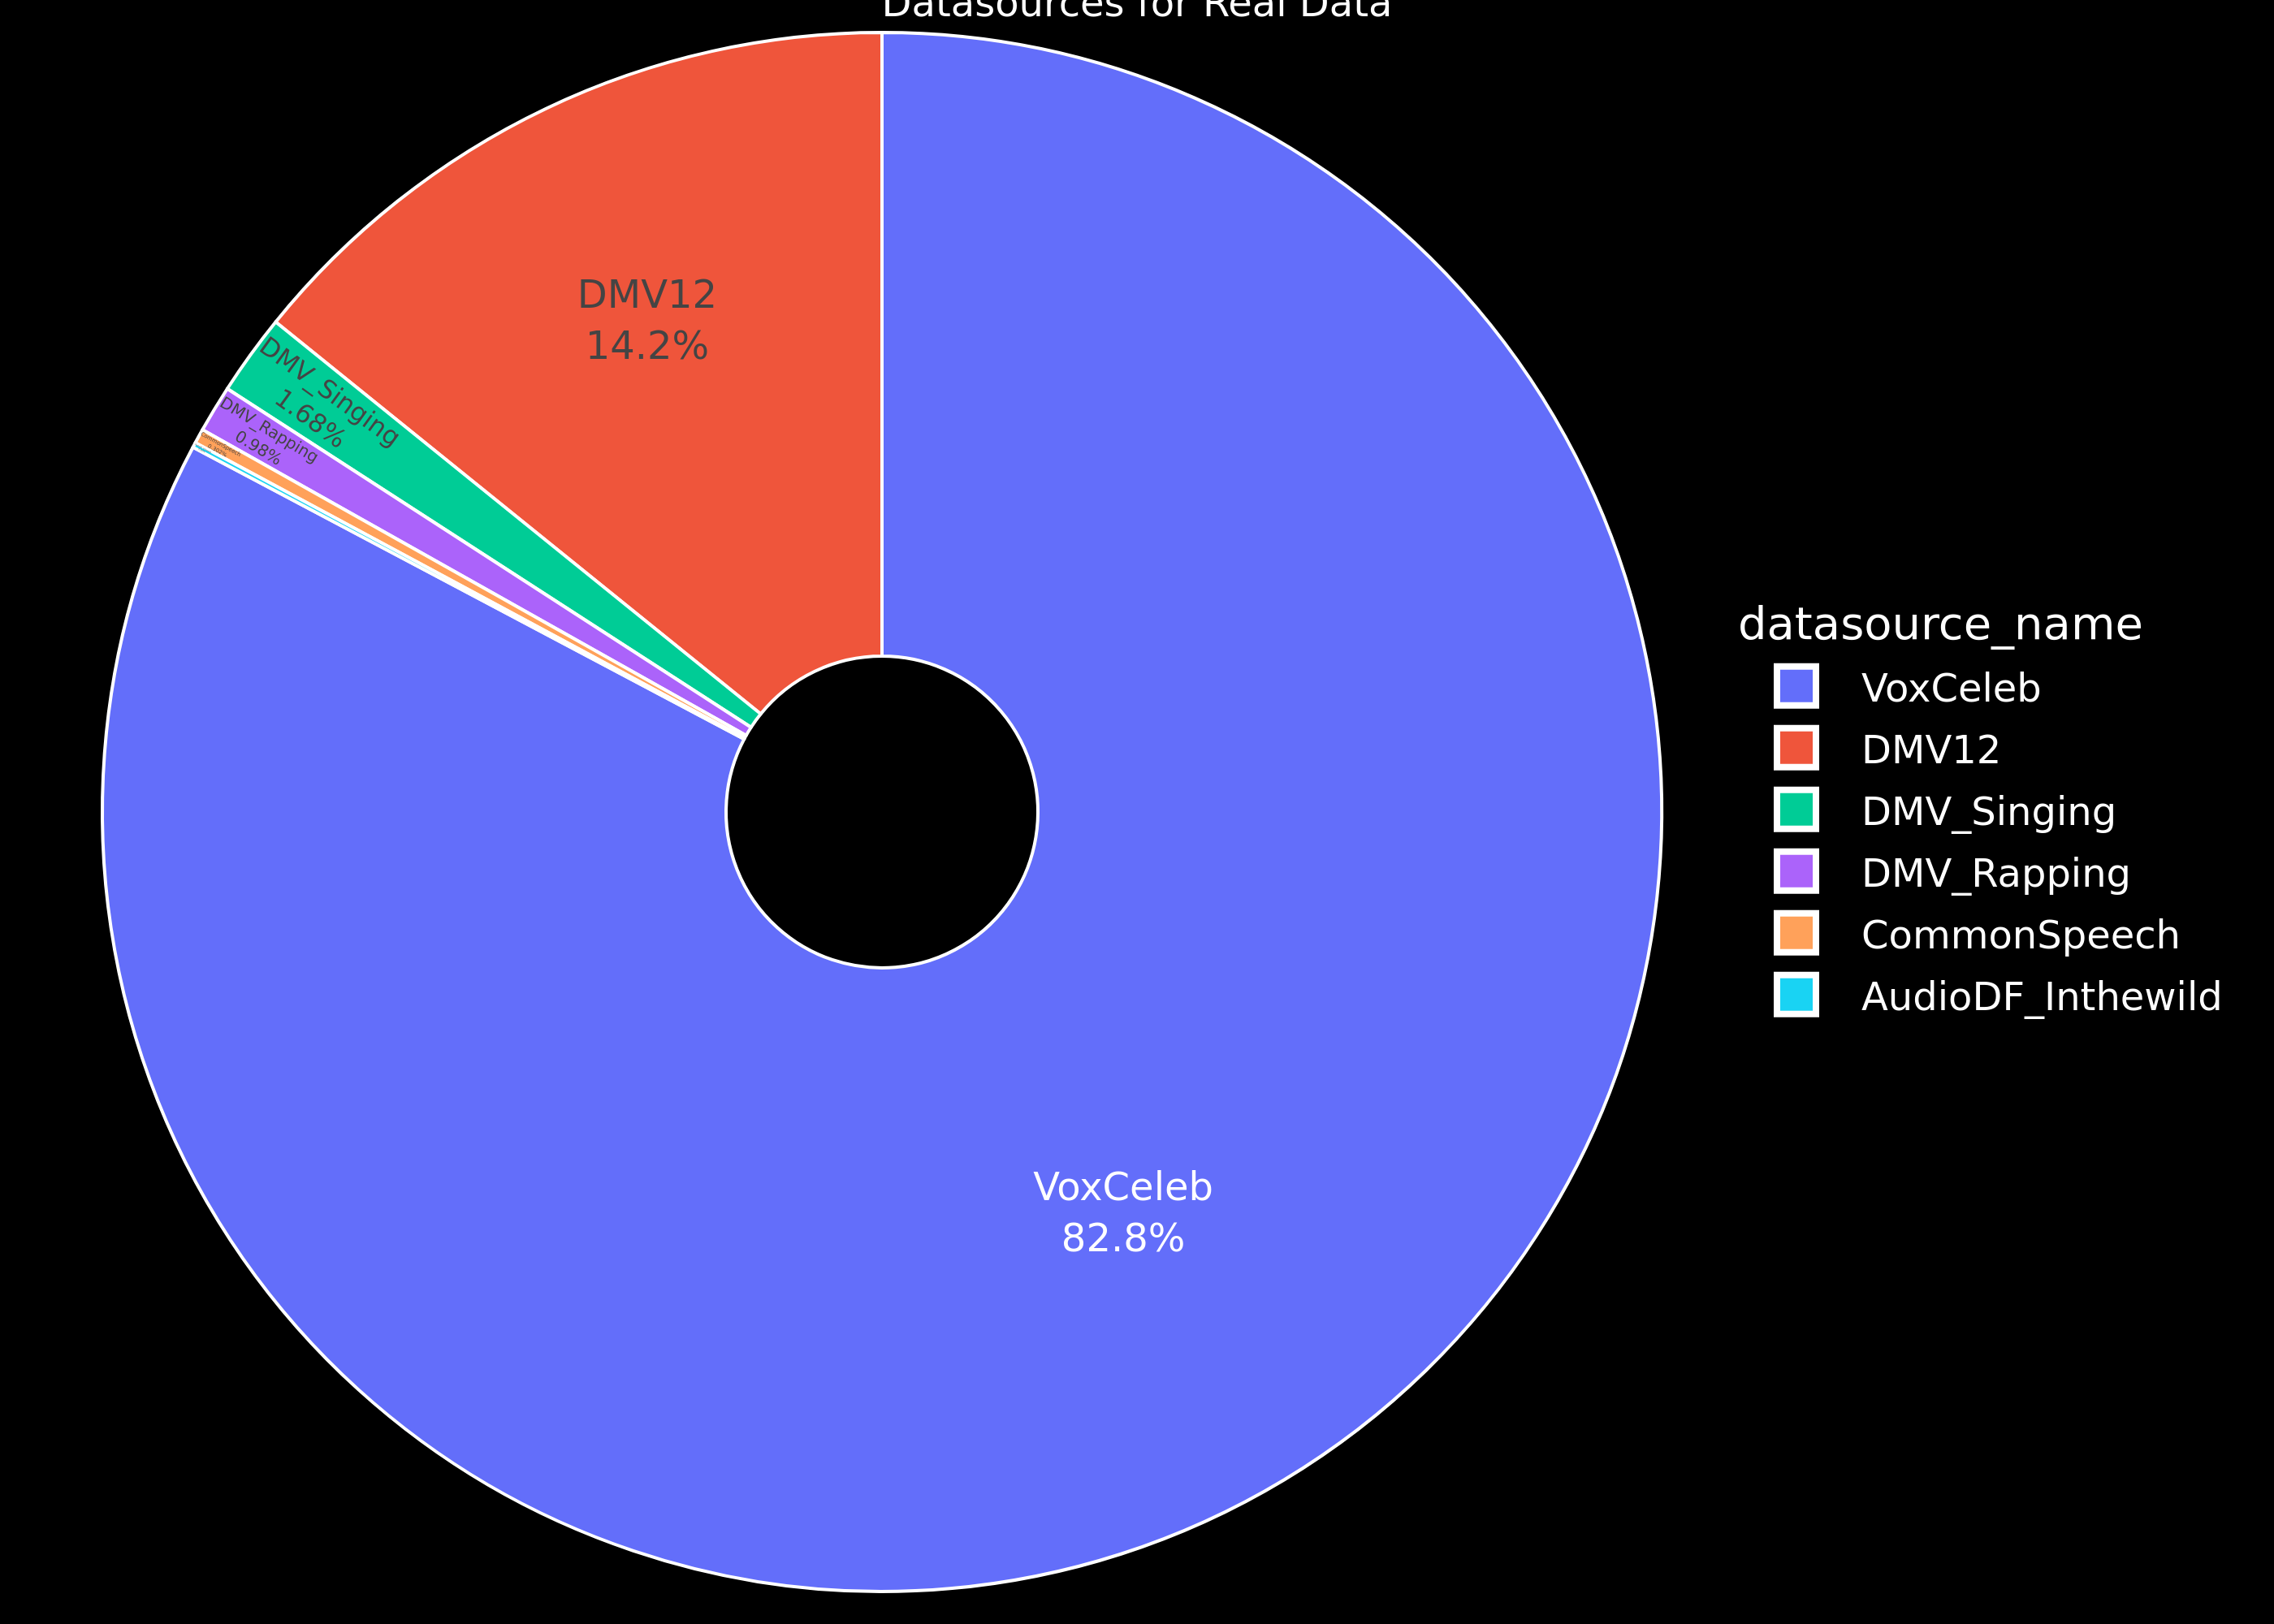 Datasources for Real Data
DMV12
14.2%
DMV_Singing
1.68%
DMV_Rapping
0.98%
CommonSpeech
VoxCeleb
82.8%
datasource_name
VoxCeleb
DMV12
DMV_Singing
DMV_Rapping
CommonSpeech
AudioDF_Inthewild